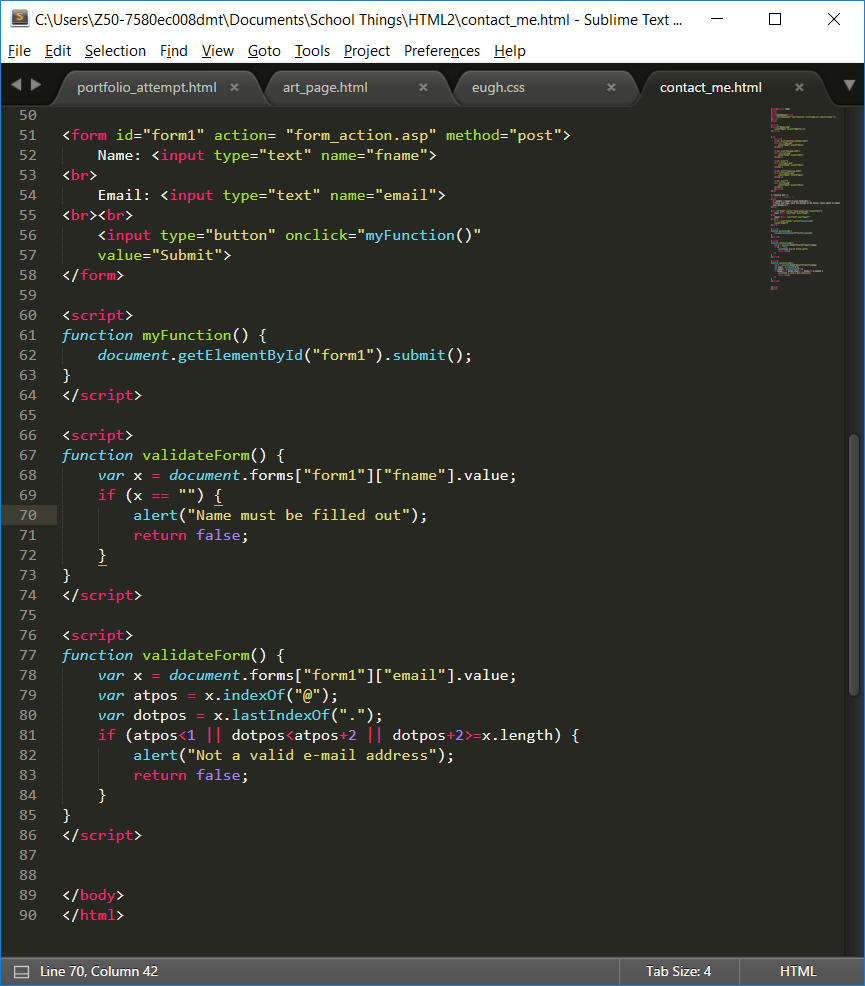 C:\Users\Z50-7580ec008dmt\Documents\School Things\HTML2\contact_me.html - Sublime Text ...
File Edit Selection Find View Goto Tools Project Preferences Help
portfolio_attempt.html × art_page.html × eugh.css × contact_me.html ×
50
51 <form id="form1" action= "form_action.asp" method="post">
52     Name: <input type="text" name="fname">
53 <br>
54     Email: <input type="text" name="email">
55 <br><br>
56     <input type="button" onclick="myFunction()"
57     value="Submit">
58 </form>
59
60 <script>
61 function myFunction() {
62     document.getElementById("form1").submit();
63 }
64 </script>
65
66 <script>
67 function validateForm() {
68     var x = document.forms["form1"]["fname"].value;
69     if (x == "") {
70         alert("Name must be filled out");
71         return false;
72     }
73 }
74 </script>
75
76 <script>
77 function validateForm() {
78     var x = document.forms["form1"]["email"].value;
79     var atpos = x.indexOf("@");
80     var dotpos = x.lastIndexOf(".");
81     if (atpos<1 || dotpos<atpos+2 || dotpos+2>=x.length) {
82         alert("Not a valid e-mail address");
83         return false;
84     }
85 }
86 </script>
87
88
89 </body>
90 </html>
Line 70, Column 42 Tab Size: 4 HTML